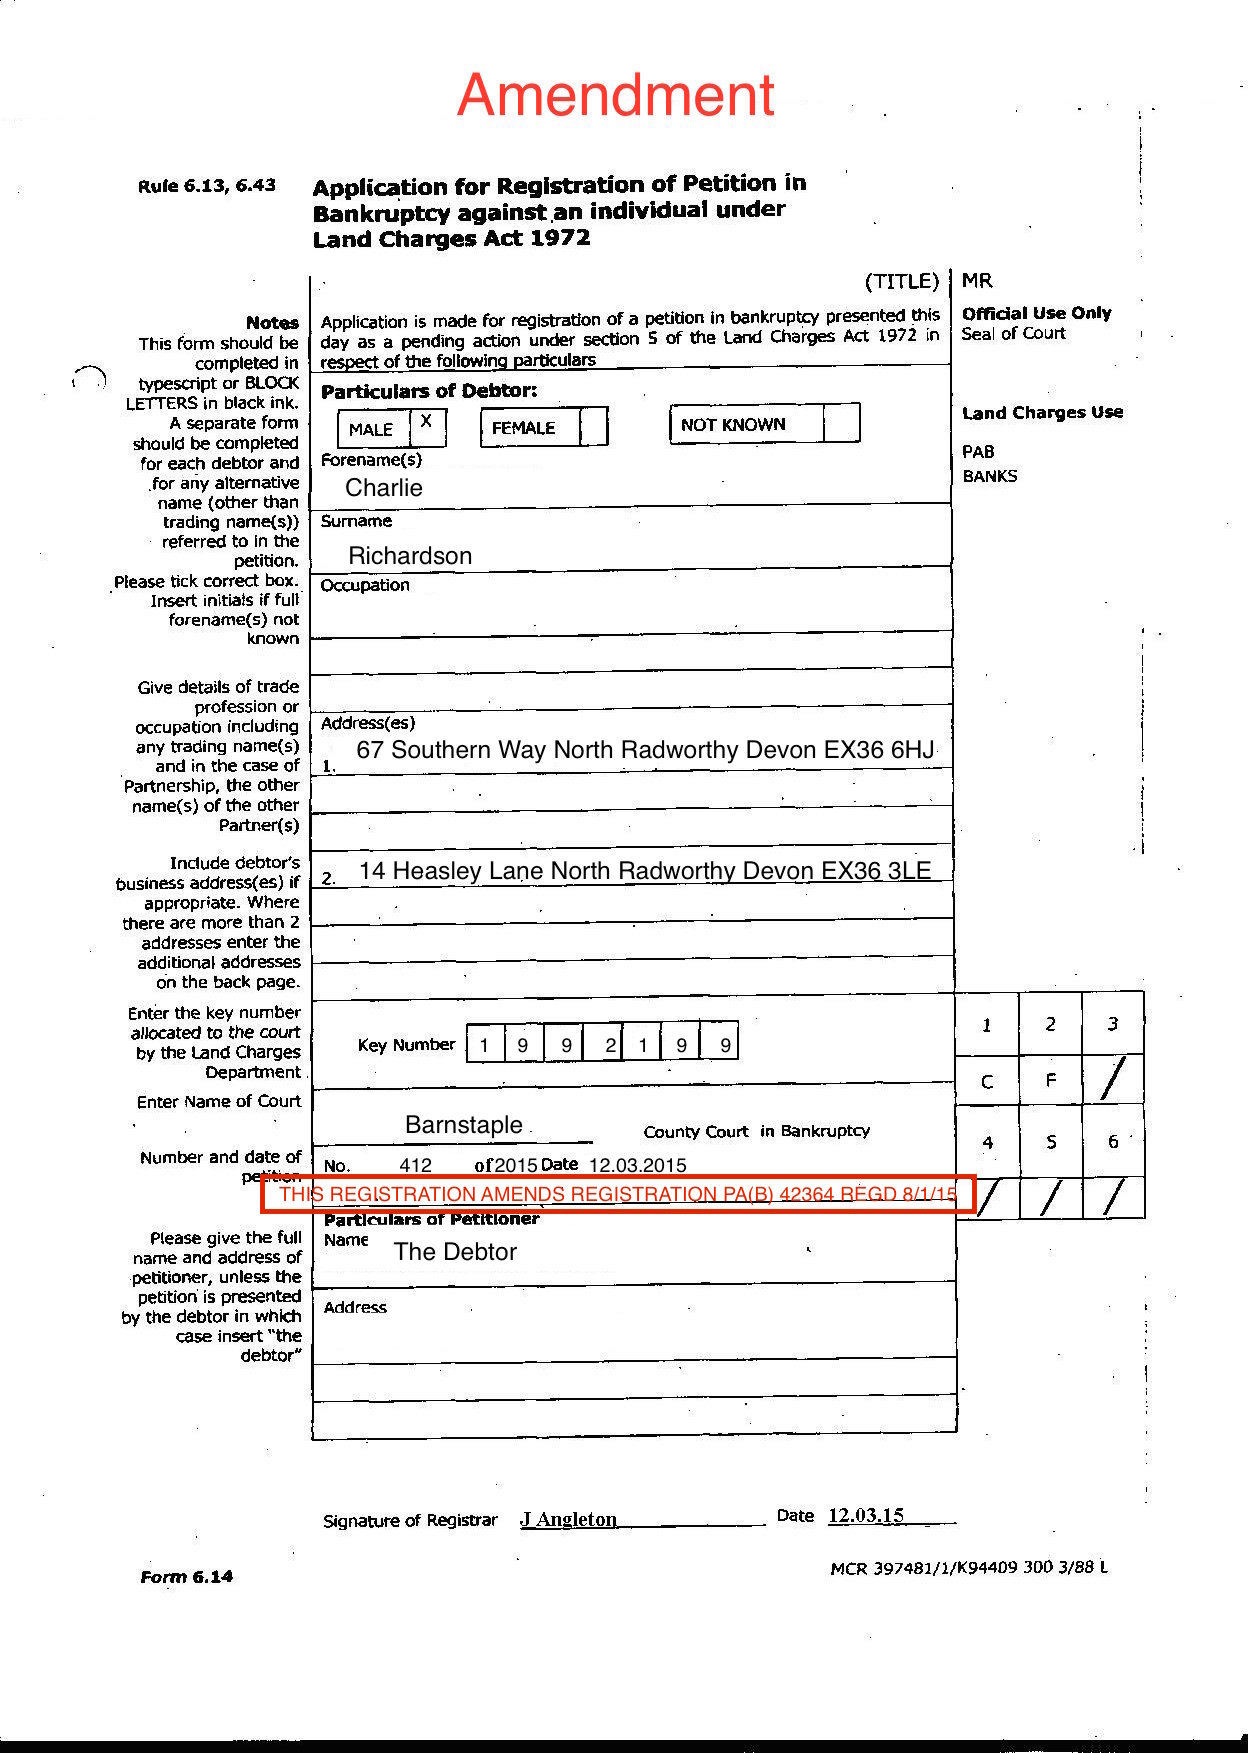 Amendment
Rule 6.13, 6.43
Application for Registration of Petition in
Bankruptcy against an individual under
Land Charges Act 1972
(TITLE) MR
Notes
This form should be
completed in
typescript or BLOCK
LETTERS in black ink.
A separate form
should be completed
for each debtor and
for any alternative
name (other than
trading name(s))
referred to in the
petition.
Please tick correct box.
Insert initials if full
forename(s) not
known
Application is made for registration of a petition in bankruptcy presented this
day as a pending action under section 5 of the Land Charges Act 1972 in
respect of the following particulars
Official Use Only
Seal of Court
Particulars of Debtor:
MALE X FEMALE NOT KNOWN
Land Charges Use
PAB
BANKS
Forename(s)
Charlie
Surname
Richardson
Occupation
Give details of trade
profession or
occupation including
any trading name(s)
and in the case of
Partnership, the other
name(s) of the other
Partner(s)
Address(es)
1. 67 Southern Way North Radworthy Devon EX36 6HJ
Include debtor's
business address(es) if
appropriate. Where
there are more than 2
addresses enter the
additional addresses
on the back page.
2. 14 Heasley Lane North Radworthy Devon EX36 3LE
Enter the key number
allocated to the court
by the Land Charges
Department
Key Number 1 9 9 2 1 9 9
1 2 3
C F /
Enter Name of Court
Barnstaple County Court in Bankruptcy
4 5 6
/ / /
Number and date of
petition
No. 412 of 2015 Date 12.03.2015
THIS REGISTRATION AMENDS REGISTRATION PA(B) 42364 REGD 8/1/15
Particulars of Petitioner
Please give the full
name and address of
petitioner, unless the
petition is presented
by the debtor in which
case insert "the
debtor"
Name The Debtor
Address
Signature of Registrar J Angleton Date 12.03.15
Form 6.14
MCR 397481/1/K94409 300 3/88 L